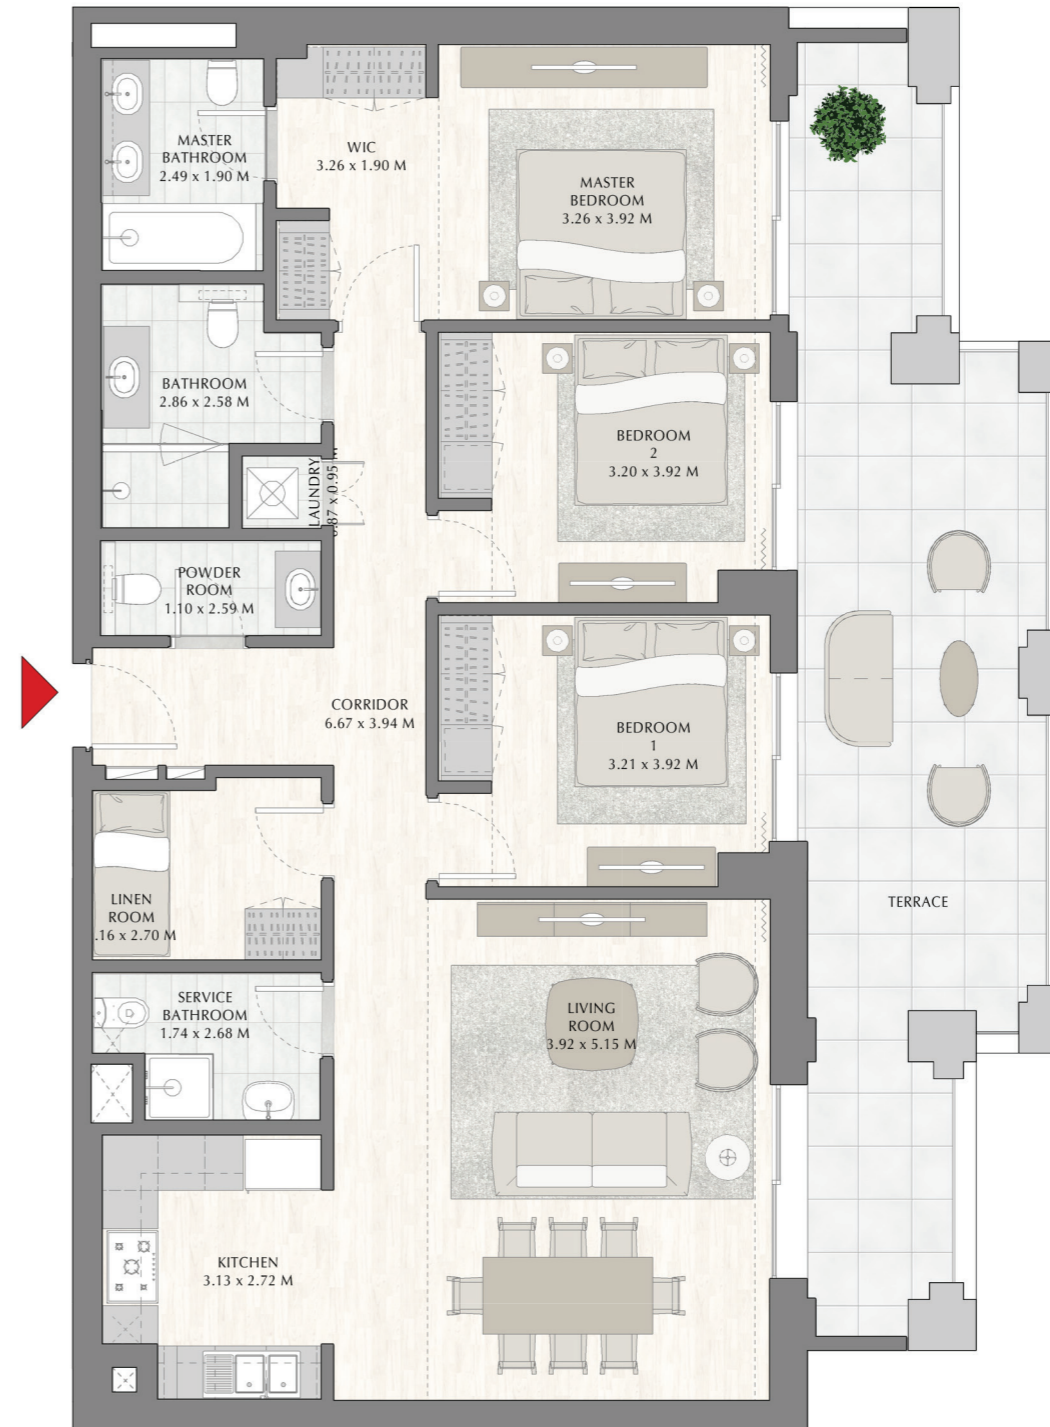 MASTER
BATHROOM
2.49 x 1.90 M
WIC
3.26 x 1.90 M
MASTER
BEDROOM
3.26 x 3.92 M
BATHROOM
2.86 x 2.58 M
BEDROOM
2
3.20 x 3.92 M
LAUNDRY
POWDER
ROOM
1.10 x 2.59 M
CORRIDOR
6.67 x 3.94 M
BEDROOM
1
3.21 x 3.92 M
LINEN
ROOM
.16 x 2.70 M
TERRACE
SERVICE
BATHROOM
1.74 x 2.68 M
LIVING
ROOM
3.92 x 5.15 M
KITCHEN
3.13 x 2.72 M